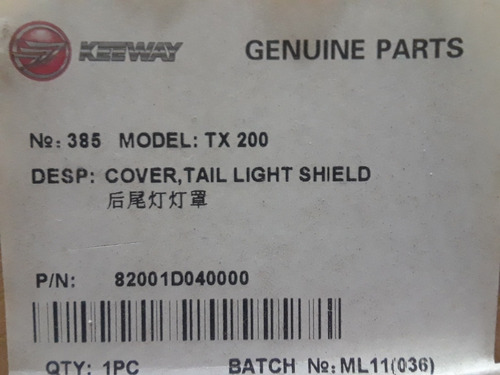 KEEWAY GENUINE PARTS
№: 385 MODEL: TX 200
DESP: COVER,TAIL LIGHT SHIELD
后尾灯灯罩
P/N: 82001D040000
QTY: 1PC BATCH №:ML11(036)